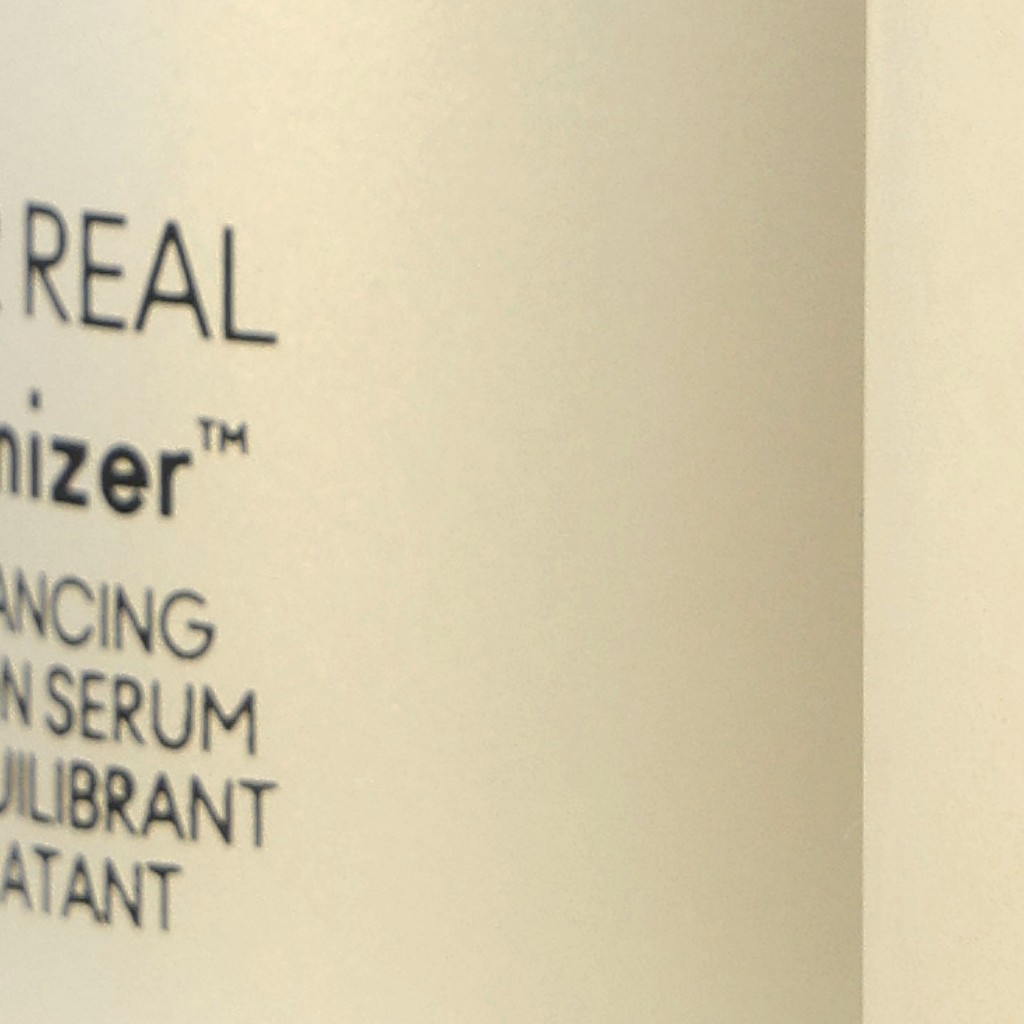 REAL
nizer™
ANCING
N SERUM
UILIBRANT
ATANT